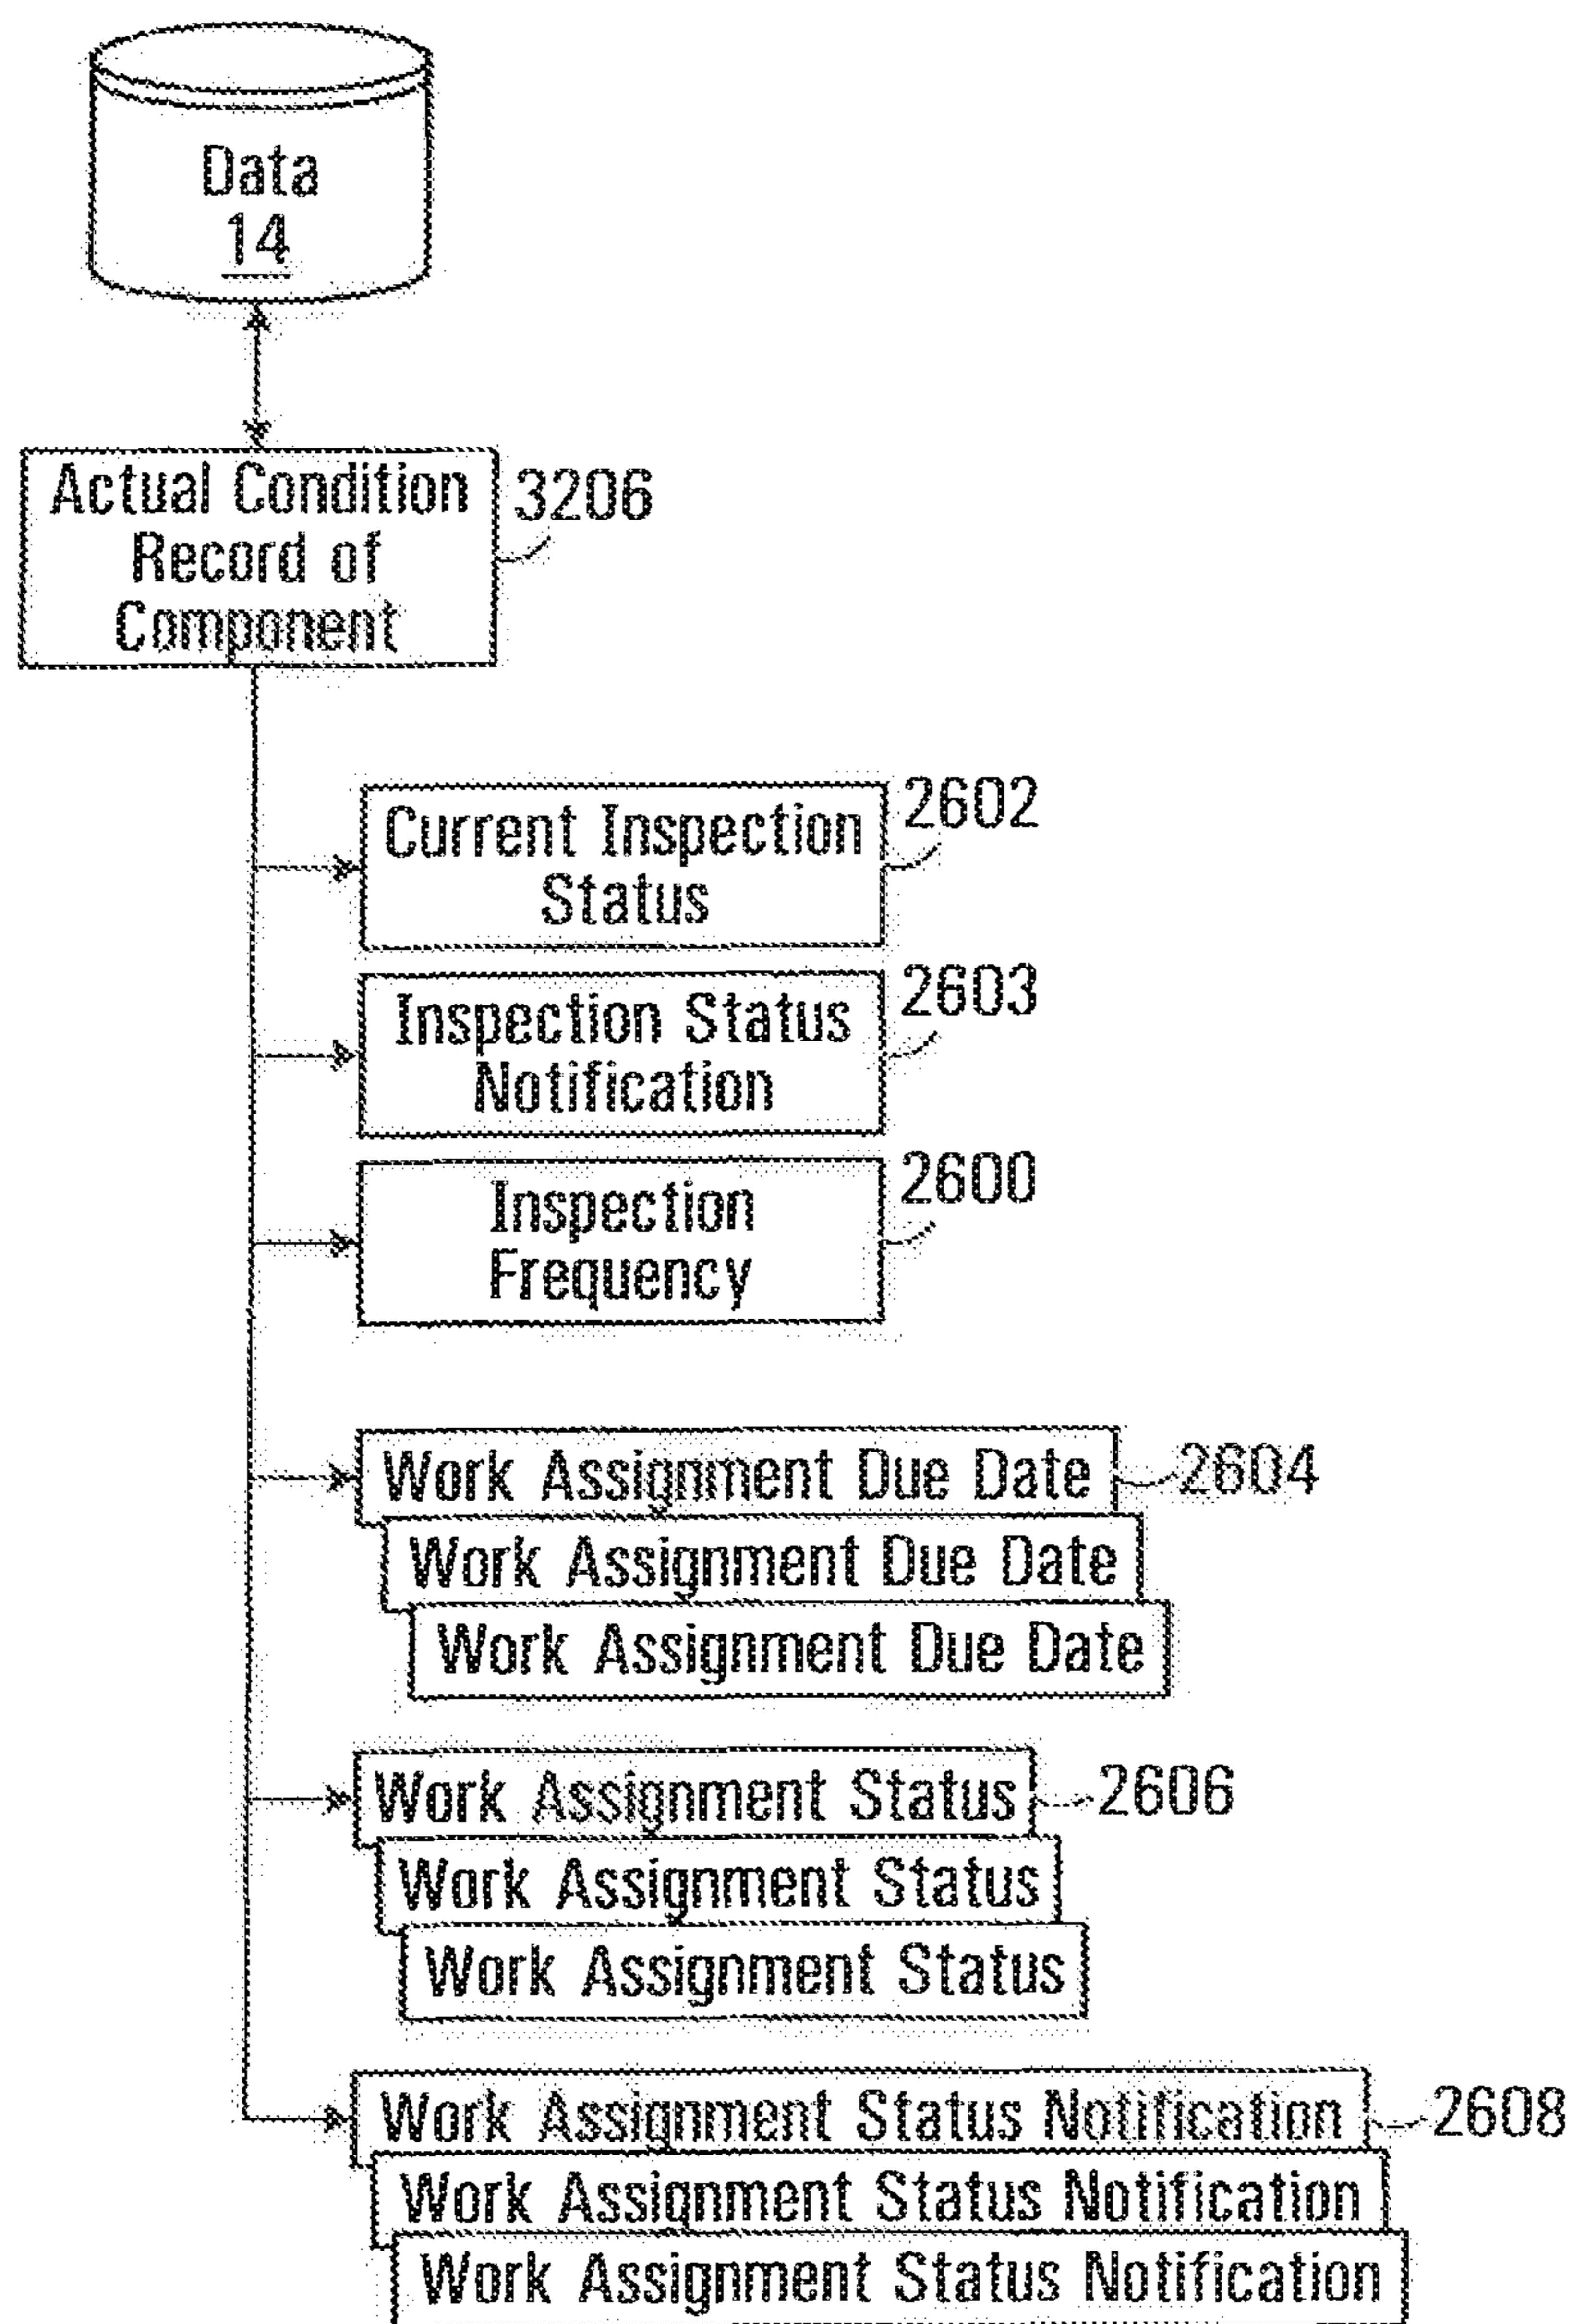 Data
14
Actual Condition
Record of
Component
3206
Current Inspection
Status
2602
Inspection Status
Notification
2603
Inspection
Frequency
2600
Work Assignment Due Date
2604
Work Assignment Due Date
Work Assignment Due Date
Work Assignment Status
2606
Work Assignment Status
Work Assignment Status
Work Assignment Status Notification
2608
Work Assignment Status Notification
Work Assignment Status Notification